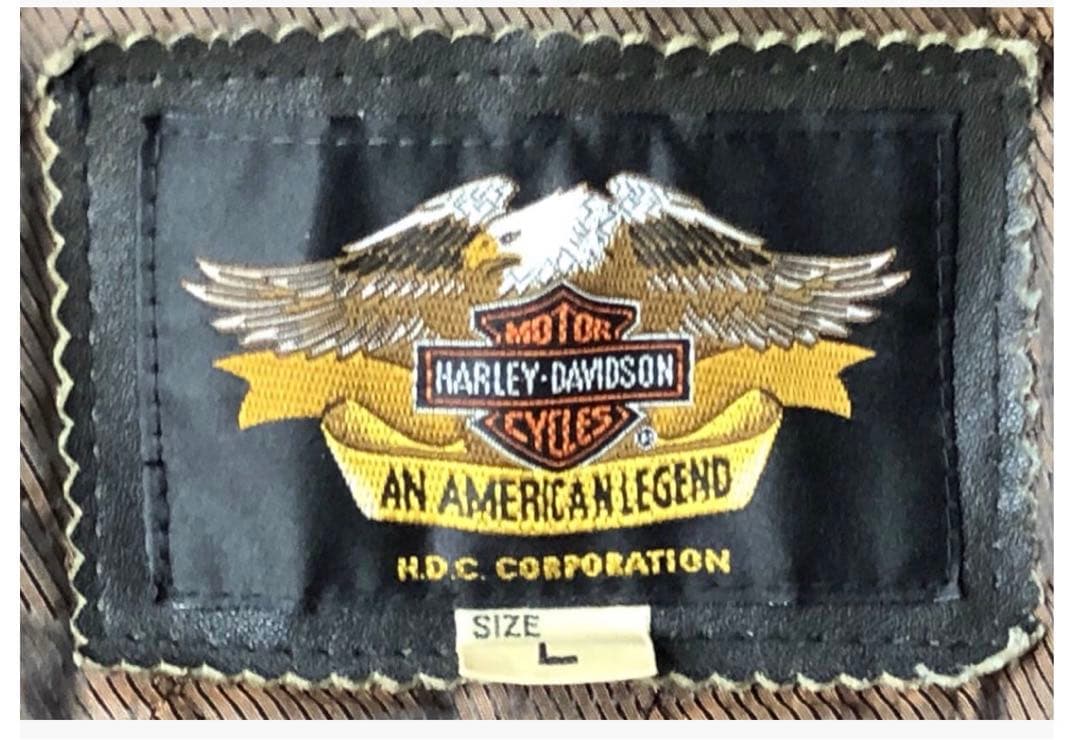 MOTOR
HARLEY-DAVIDSON
CYCLES ®
AN AMERICAN LEGEND
H.D.C. CORPORATION
SIZE
L